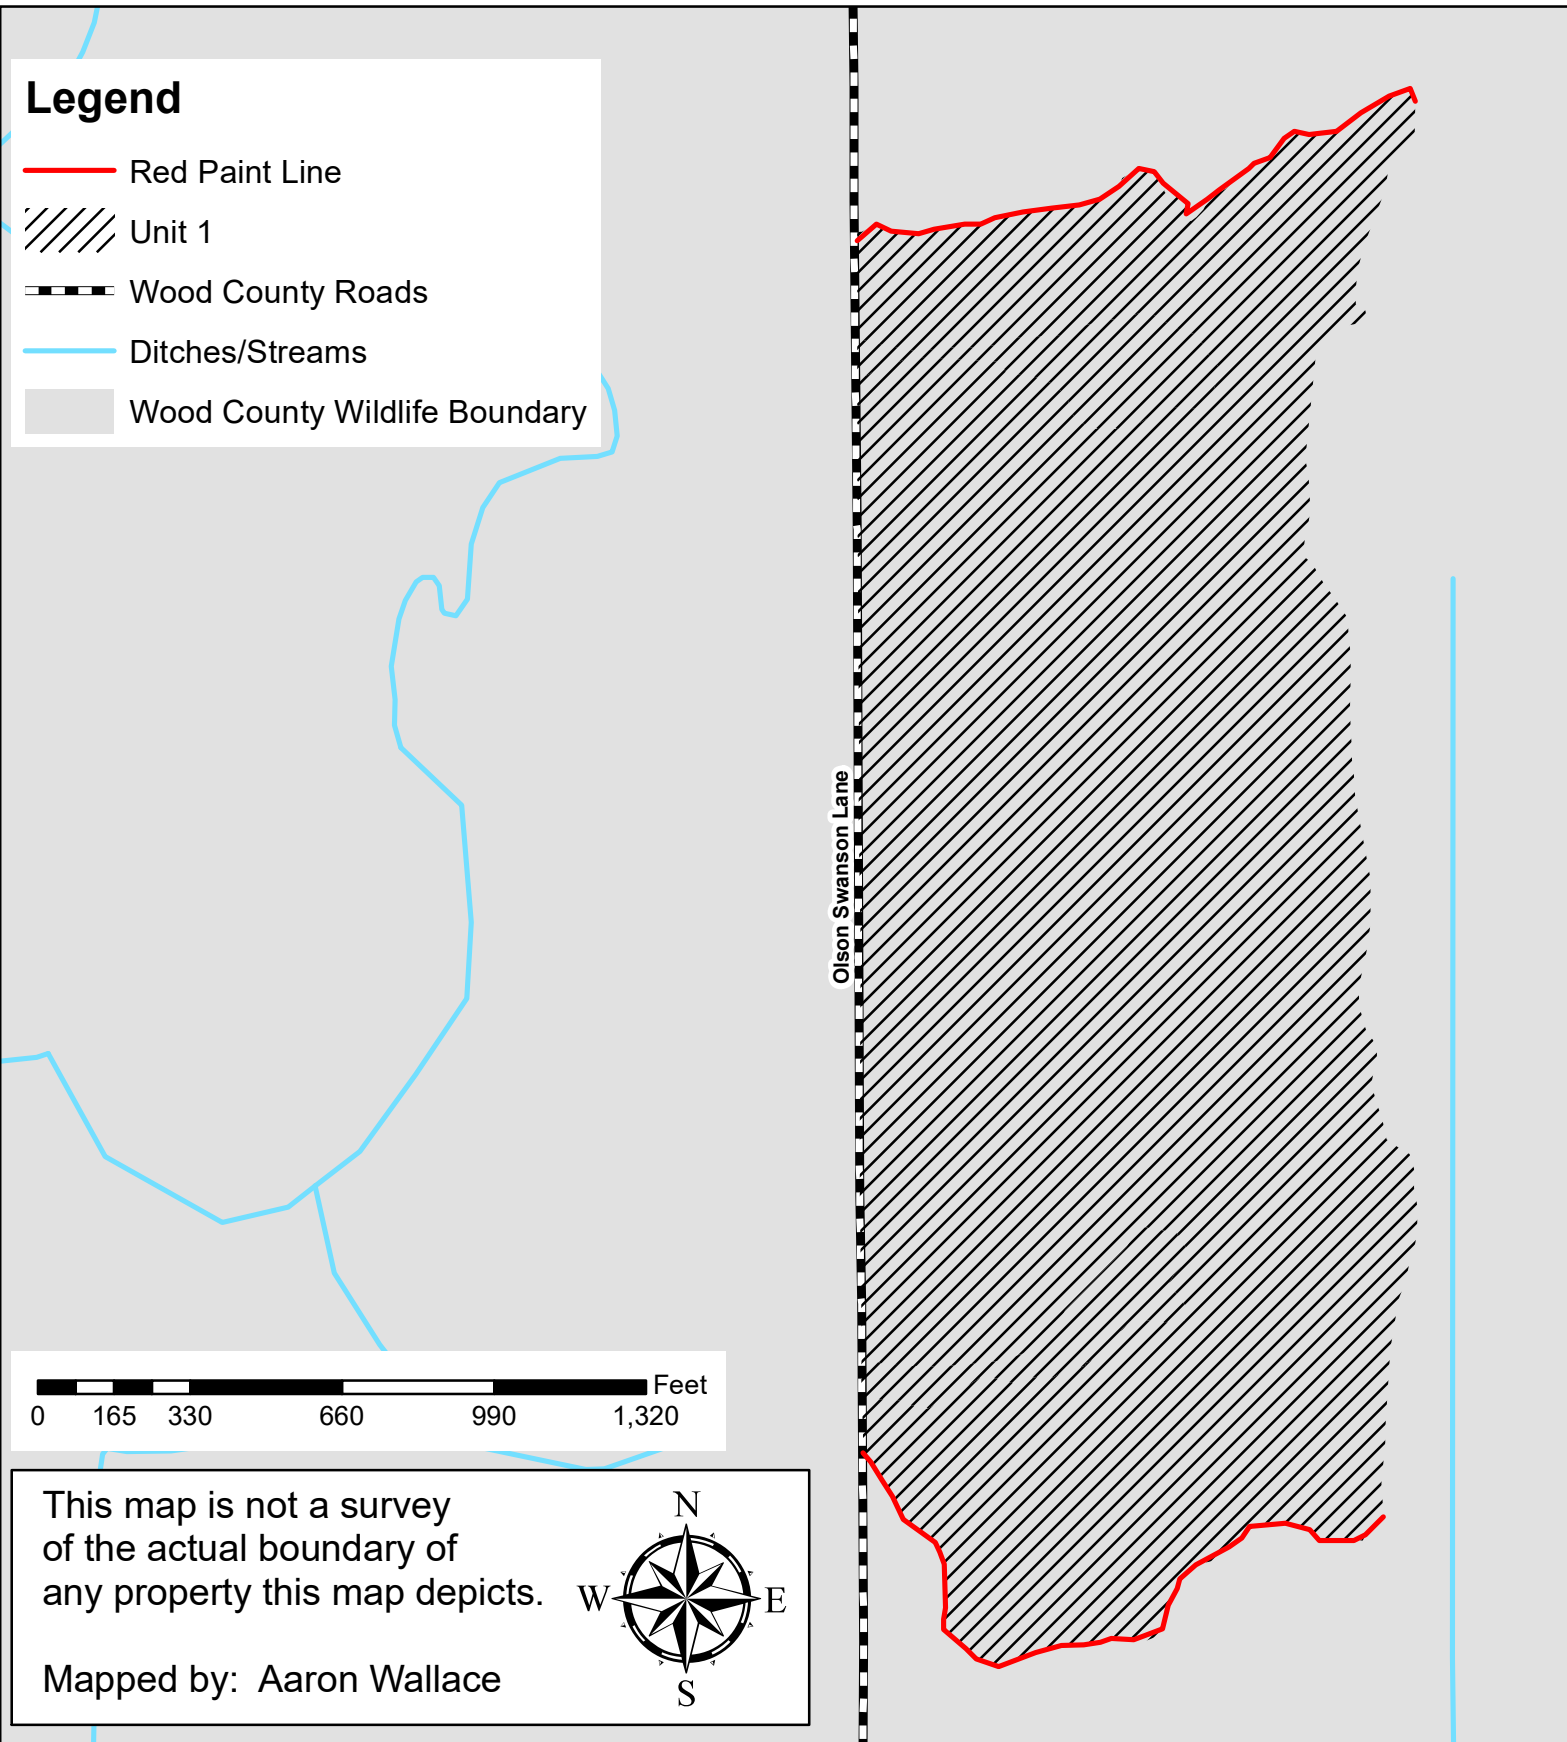 Legend
Red Paint Line
Unit 1
Wood County Roads
Ditches/Streams
Wood County Wildlife Boundary
Olson Swanson Lane
Feet
0 165 330 660 990 1,320
This map is not a survey
of the actual boundary of
any property this map depicts.
Mapped by: Aaron Wallace
N
W E
S